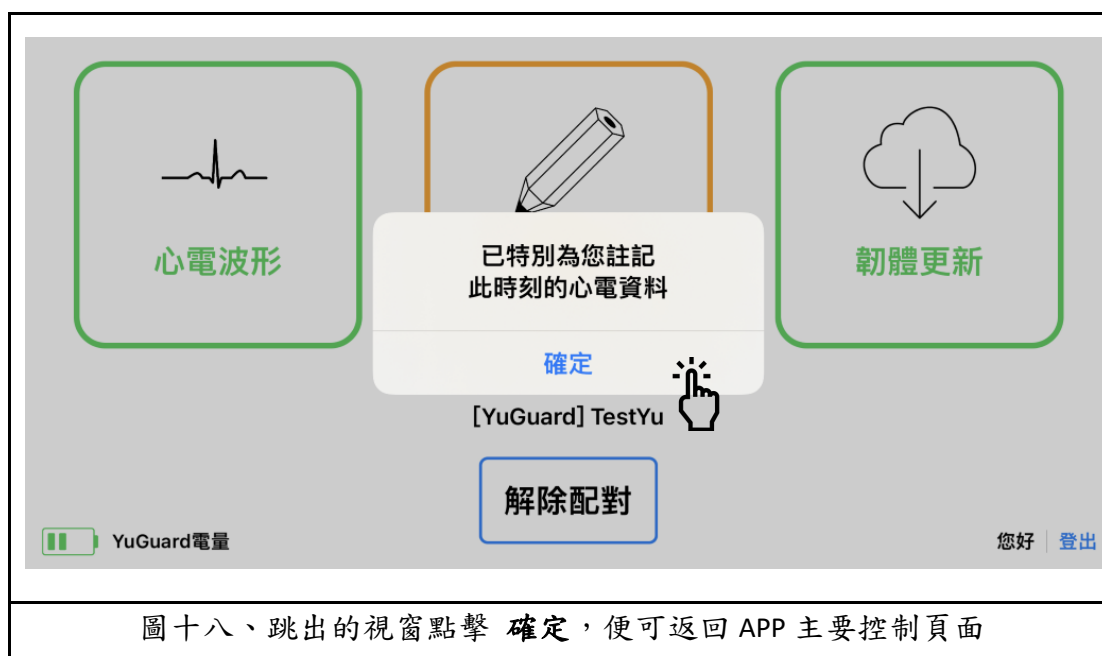 心電波形
韌體更新
已特別為您註記
此時刻的心電資料
確定
[YuGuard] TestYu
解除配對
YuGuard電量
您好 登出
圖十八、跳出的視窗點擊 確定，便可返回 APP 主要控制頁面